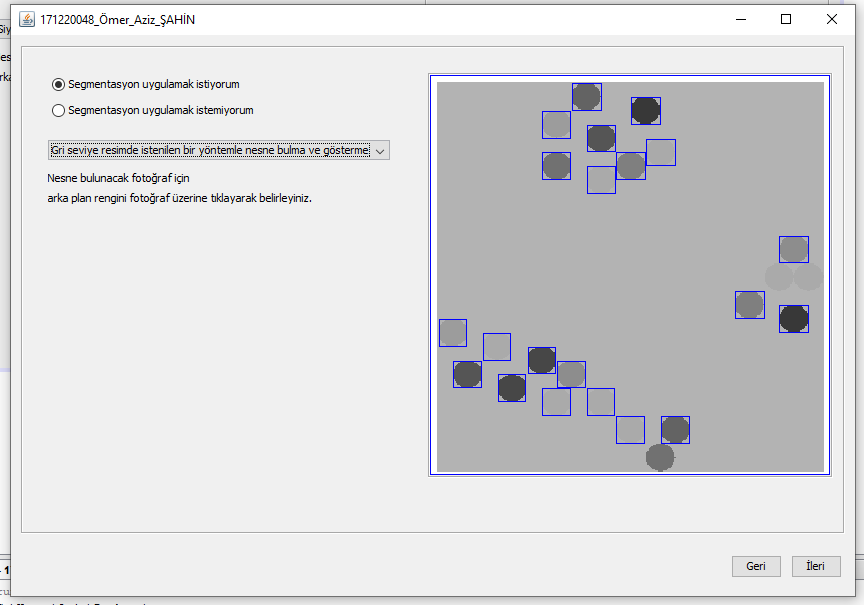 171220048_Ömer_Aziz_ŞAHİN
Segmentasyon uygulamak istiyorum
Segmentasyon uygulamak istemiyorum
Gri seviye resimde istenilen bir yöntemle nesne bulma ve gösterme
Nesne bulunacak fotoğraf için
arka plan rengini fotoğraf üzerine tıklayarak belirleyiniz.
Geri
İleri